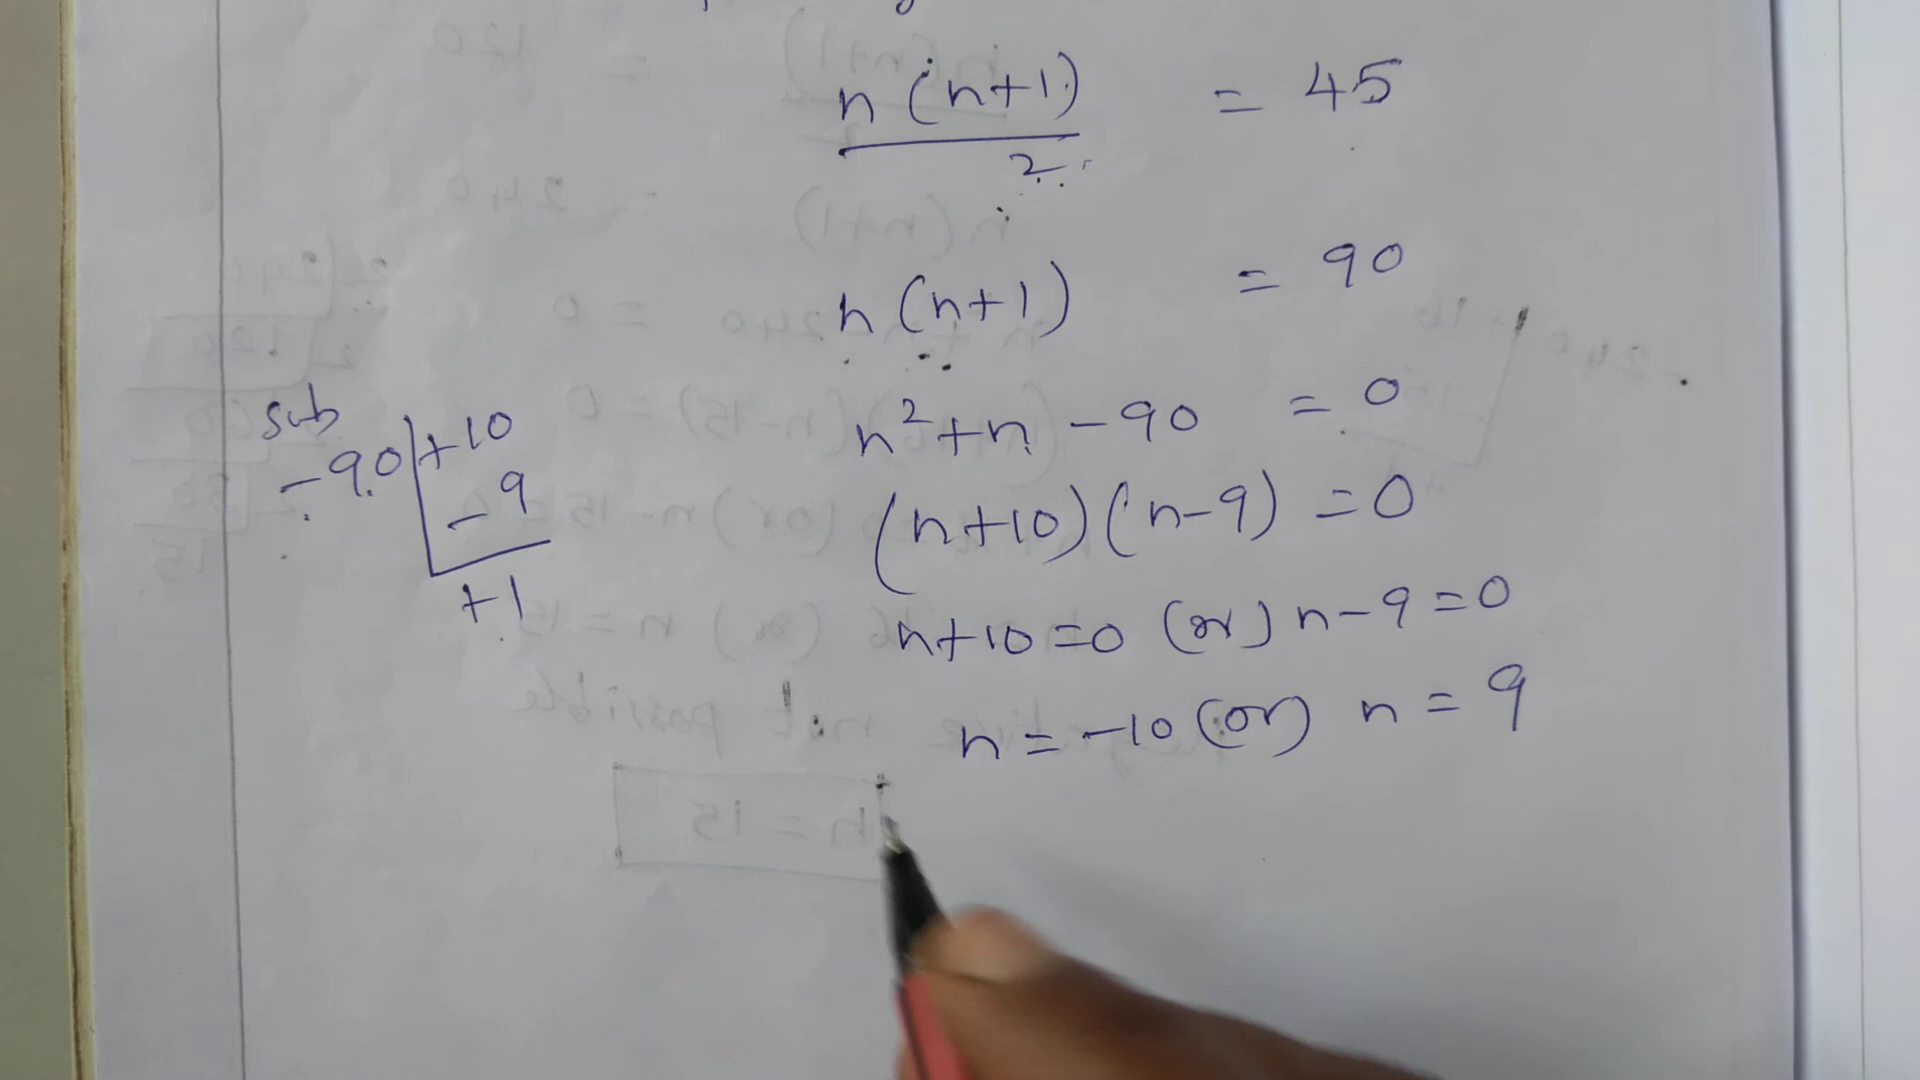 n(n+1)/2 = 45
n(n+1) = 90
n²+n-90 = 0
sub
-90 +10
-9
+1
(n+10)(n-9) = 0
n+10=0 (or) n-9=0
n = -10 (or) n = 9